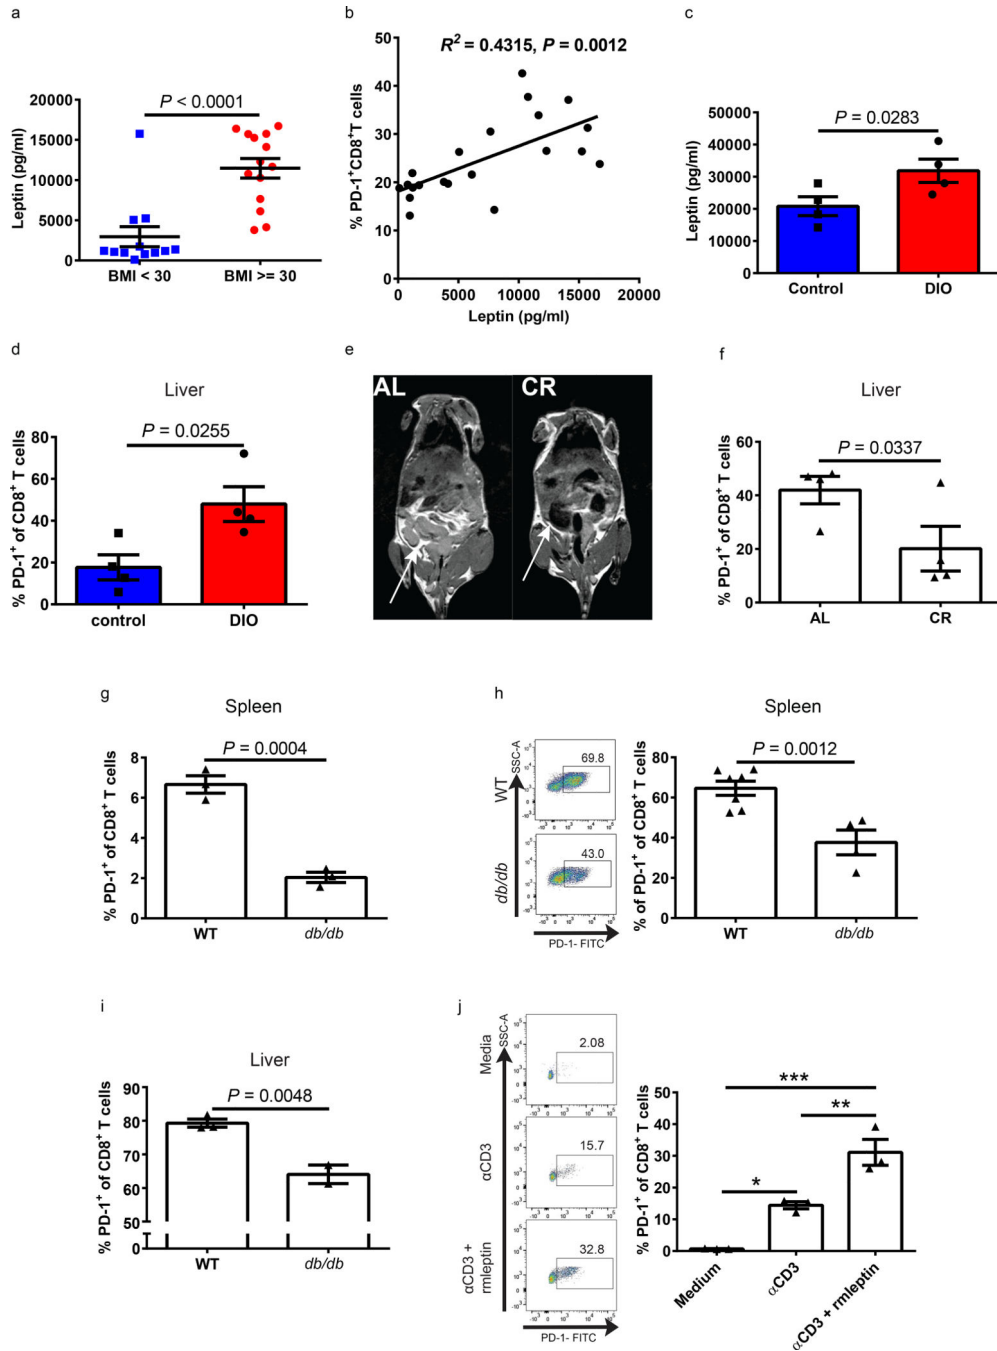 a
P < 0.0001
Leptin (pg/ml)
20000
15000
10000
5000
0
BMI < 30
BMI >= 30
b
R² = 0.4315, P = 0.0012
% PD-1⁺CD8⁺T cells
50
40
30
20
10
0
0
5000
10000
15000
20000
Leptin (pg/ml)
c
P = 0.0283
Leptin (pg/ml)
50000
40000
30000
20000
10000
0
Control
DIO
d
Liver
P = 0.0255
% PD-1⁺ of CD8⁺ T cells
80
60
40
20
0
control
DIO
e
AL
CR
f
Liver
P = 0.0337
% PD-1⁺ of CD8⁺ T cells
60
40
20
0
AL
CR
g
Spleen
P = 0.0004
% PD-1⁺ of CD8⁺ T cells
8
6
4
2
0
WT
db/db
h
SSC-A
WT
69.8
db/db
43.0
PD-1- FITC
Spleen
P = 0.0012
% of PD-1⁺ of CD8⁺ T cells
80
60
40
20
0
WT
db/db
i
Liver
P = 0.0048
% PD-1⁺ of CD8⁺ T cells
90
80
70
60
50
50
0
WT
db/db
j
SSC-A
Media
2.08
αCD3
15.7
αCD3 +
rmleptin
32.8
PD-1- FITC
***
**
*
% PD-1⁺ of CD8⁺ T cells
50
40
30
20
10
0
Medium
αCD3
αCD3 + rmleptin